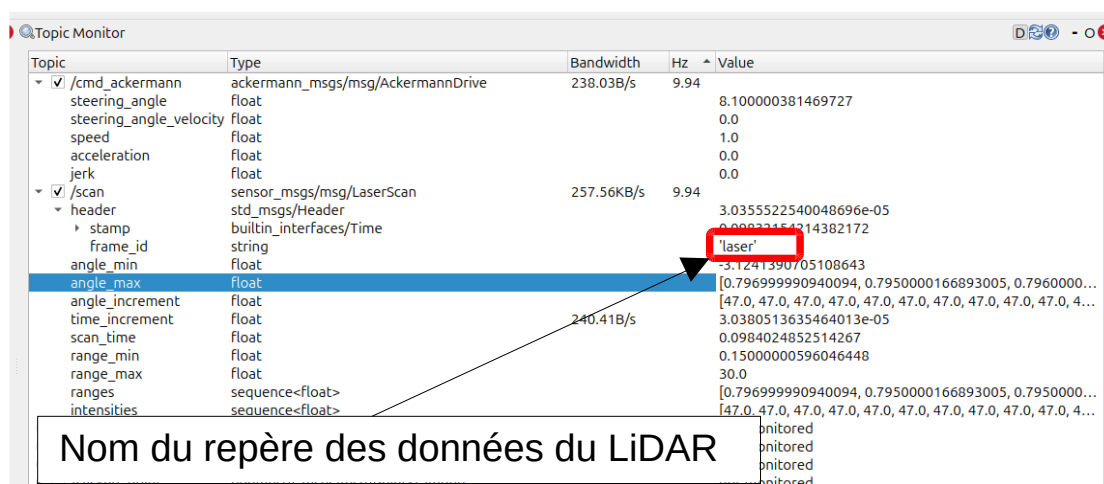 Topic Monitor D - O
Topic Type Bandwidth Hz Value
/cmd_ackermann ackermann_msgs/msg/AckermannDrive 238.03B/s 9.94
steering_angle float 8.100000381469727
steering_angle_velocity float 0.0
speed float 1.0
acceleration float 0.0
jerk float 0.0
/scan sensor_msgs/msg/LaserScan 257.56KB/s 9.94
header std_msgs/Header 3.0355522540048696e-05
stamp builtin_interfaces/Time
frame_id string 'laser'
angle_min float -3.1241390705108643
angle_max float [0.796999990940094, 0.7950000166893005, 0.7960000...
angle_increment float [47.0, 47.0, 47.0, 47.0, 47.0, 47.0, 47.0, 47.0, 47.0, 4...
time_increment float 240.41B/s 3.0380513635464013e-05
scan_time float 0.0984024852514267
range_min float 0.15000000596046448
range_max float 30.0
ranges sequence<float> [0.796999990940094, 0.7950000166893005, 0.7950000...
intensities sequence<float> [47.0, 47.0, 47.0, 47.0, 47.0, 47.0, 47.0, 47.0, 47.0, 4...
Nom du repère des données du LiDAR